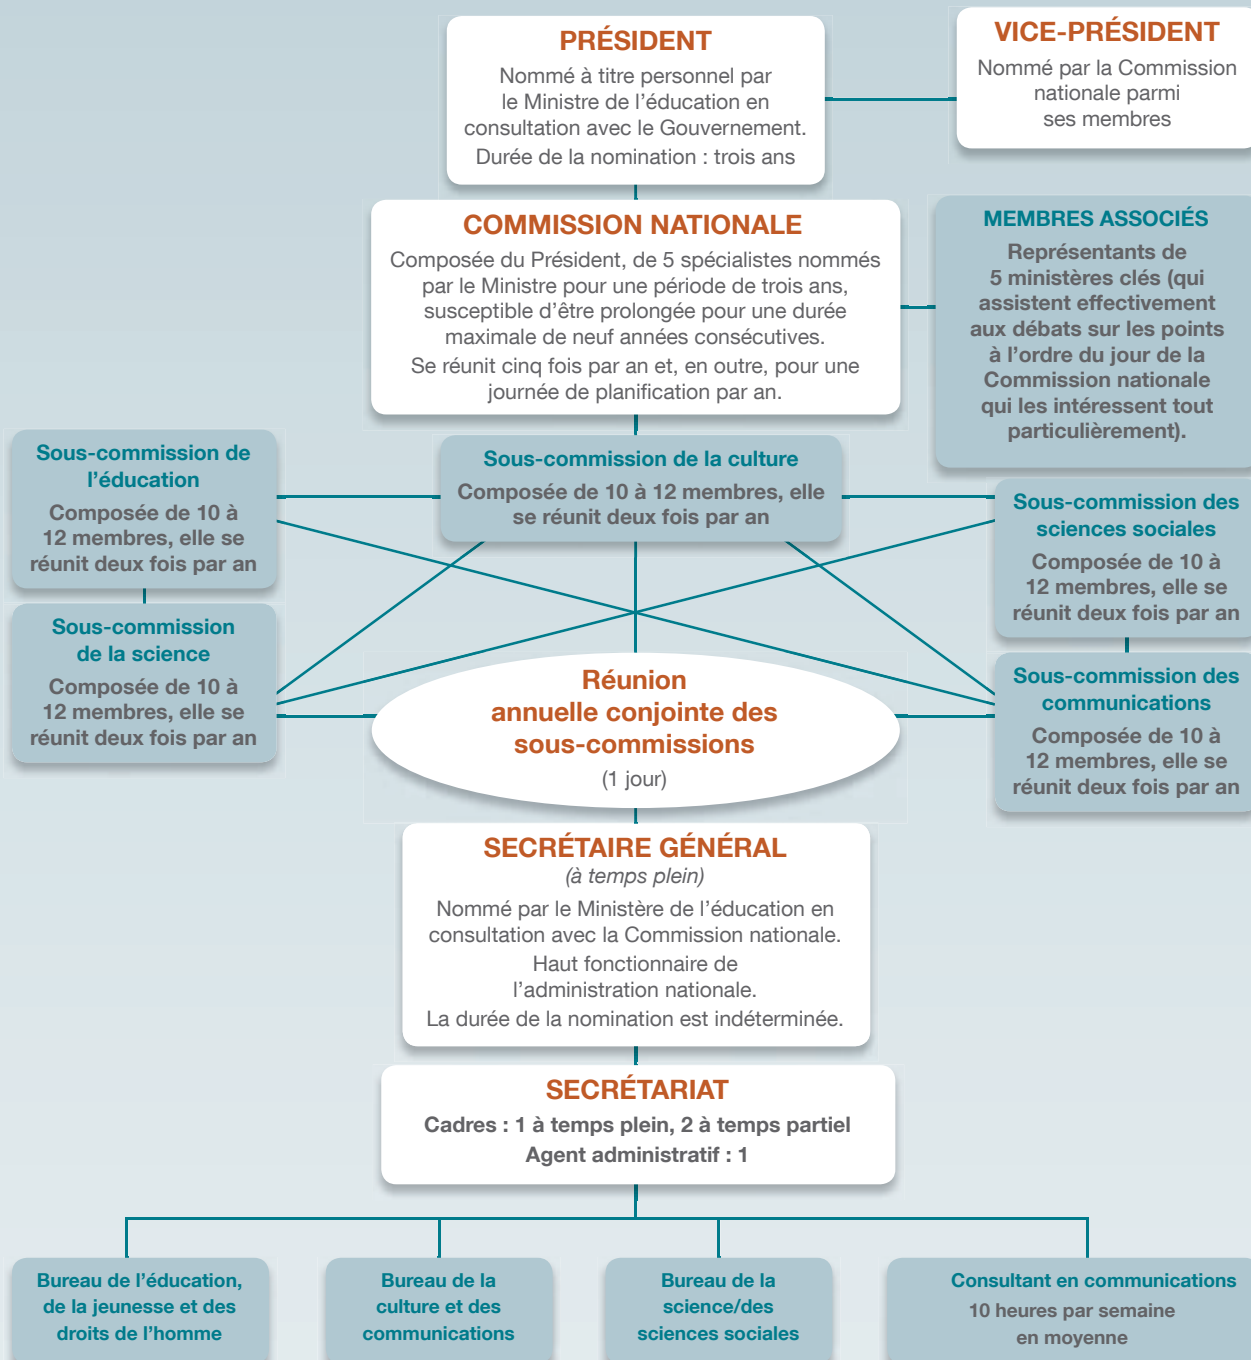 PRÉSIDENT
Nommé à titre personnel par
le Ministre de l’éducation en
consultation avec le Gouvernement.
Durée de la nomination : trois ans
VICE-PRÉSIDENT
Nommé par la Commission
nationale parmi
ses membres
COMMISSION NATIONALE
Composée du Président, de 5 spécialistes nommés
par le Ministre pour une période de trois ans,
susceptible d’être prolongée pour une durée
maximale de neuf années consécutives.
Se réunit cinq fois par an et, en outre, pour une
journée de planification par an.
MEMBRES ASSOCIÉS
Représentants de
5 ministères clés (qui
assistent effectivement
aux débats sur les points
à l’ordre du jour de la
Commission nationale
qui les intéressent tout
particulièrement).
Sous-commission de
l’éducation
Composée de 10 à
12 membres, elle se
réunit deux fois par an
Sous-commission de la culture
Composée de 10 à 12 membres, elle
se réunit deux fois par an
Sous-commission des
sciences sociales
Composée de 10 à
12 membres, elle se
réunit deux fois par an
Sous-commission
de la science
Composée de 10 à
12 membres, elle se
réunit deux fois par an
Réunion
annuelle conjointe des
sous-commissions
(1 jour)
Sous-commission des
communications
Composée de 10 à
12 membres, elle se
réunit deux fois par an
SECRÉTAIRE GÉNÉRAL
(à temps plein)
Nommé par le Ministère de l’éducation en
consultation avec la Commission nationale.
Haut fonctionnaire de
l’administration nationale.
La durée de la nomination est indéterminée.
SECRÉTARIAT
Cadres : 1 à temps plein, 2 à temps partiel
Agent administratif : 1
Bureau de l’éducation,
de la jeunesse et des
droits de l’homme
Bureau de la
culture et des
communications
Bureau de la
science/des
sciences sociales
Consultant en communications
10 heures par semaine
en moyenne